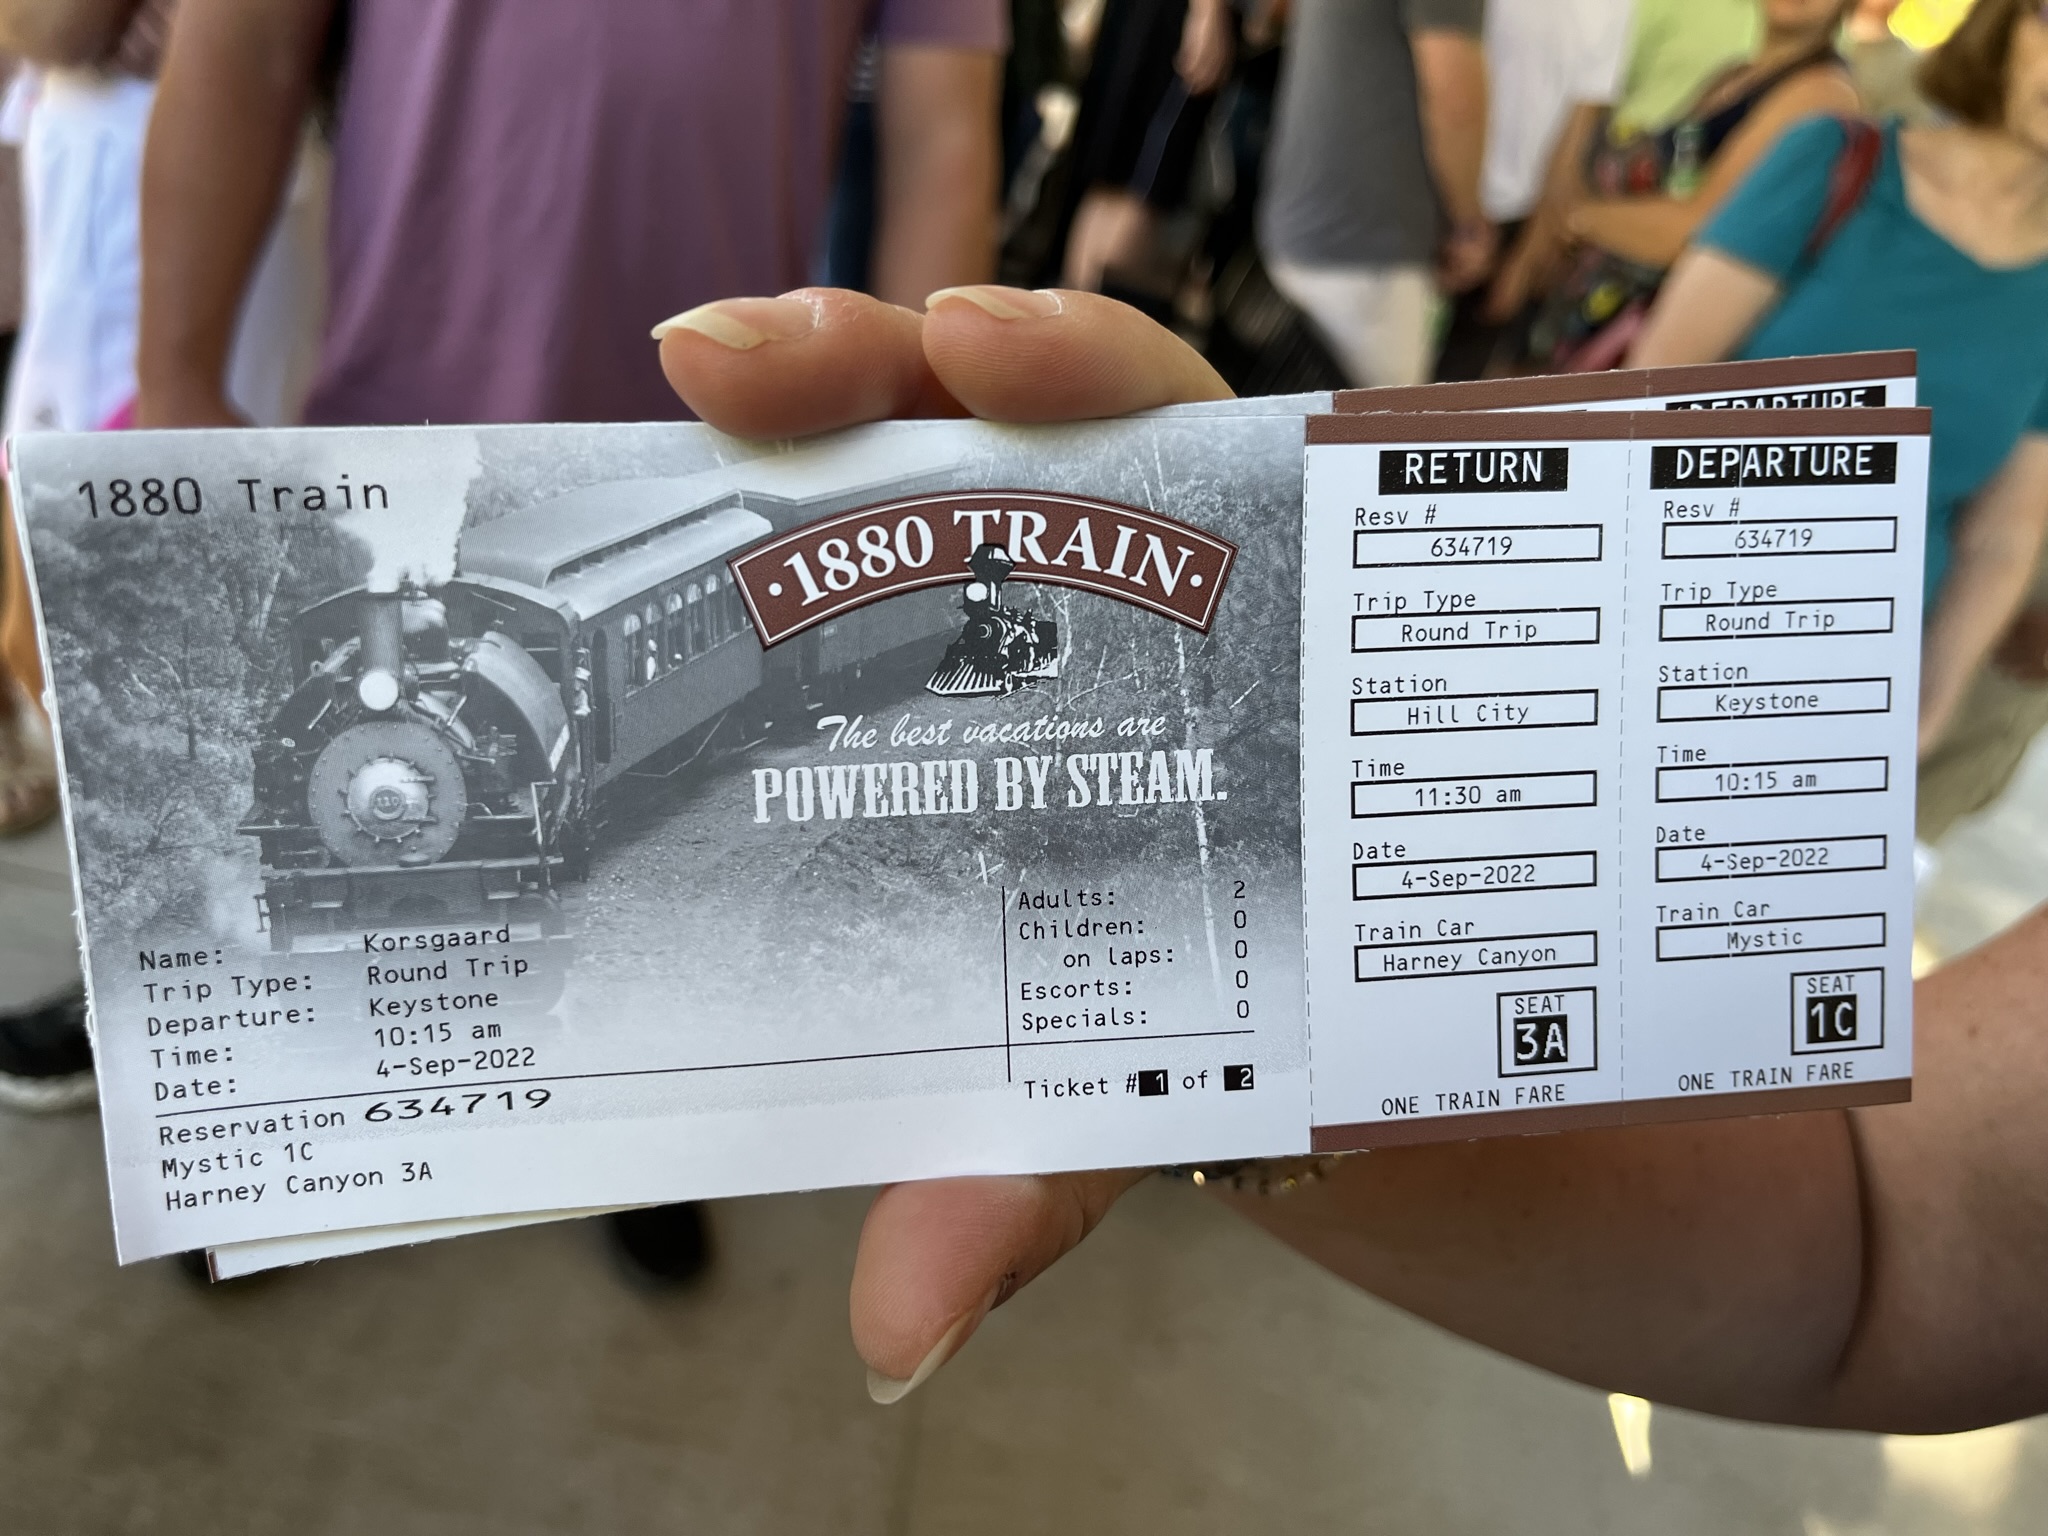 1880 Train
· 1880 TRAIN ·
The best vacations are
POWERED BY STEAM.
Name: Korsgaard
Trip Type: Round Trip
Departure: Keystone
Time: 10:15 am
Date: 4-Sep-2022
Reservation 634719
Mystic 1C
Harney Canyon 3A
Adults: 2
Children: 0
on laps: 0
Escorts: 0
Specials: 0
Ticket # 1 of 2
RETURN
Resv #
634719
Trip Type
Round Trip
Station
Hill City
Time
11:30 am
Date
4-Sep-2022
Train Car
Harney Canyon
SEAT
3A
ONE TRAIN FARE
DEPARTURE
Resv #
634719
Trip Type
Round Trip
Station
Keystone
Time
10:15 am
Date
4-Sep-2022
Train Car
Mystic
SEAT
1C
ONE TRAIN FARE
DEPARTURE